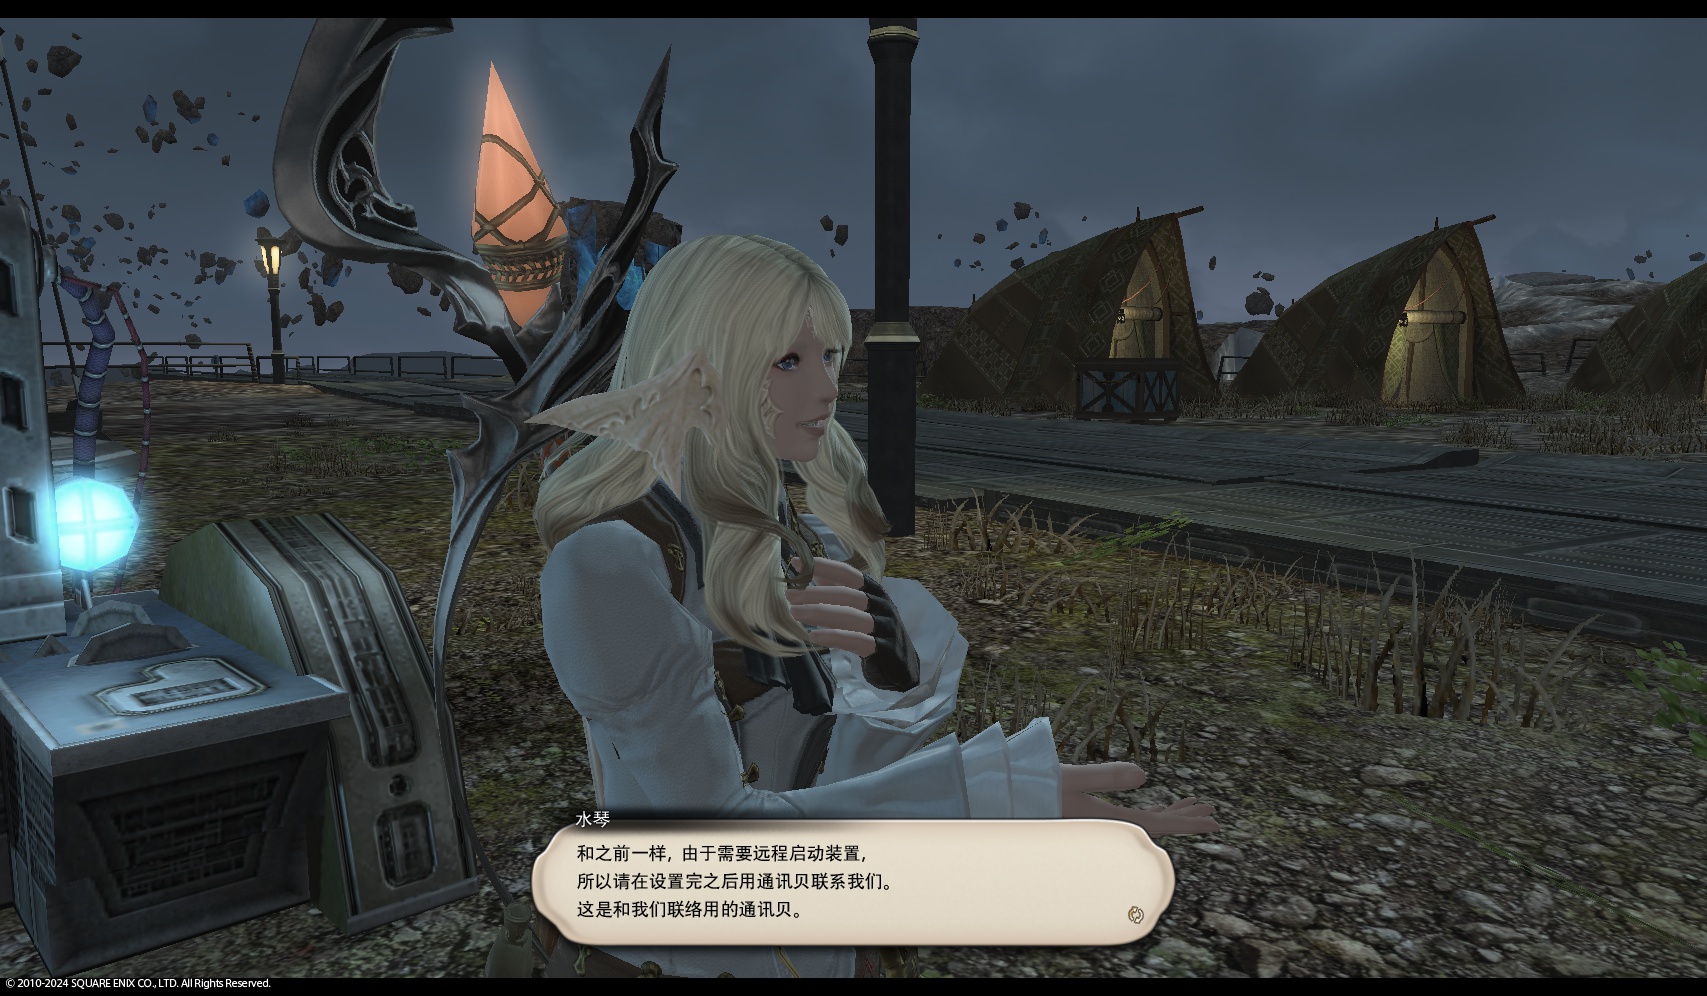 水琴
和之前一样，由于需要远程启动装置，
所以请在设置完之后用通讯贝联系我们。
这是和我们联络用的通讯贝。
© 2010-2024 SQUARE ENIX CO., LTD. All Rights Reserved.